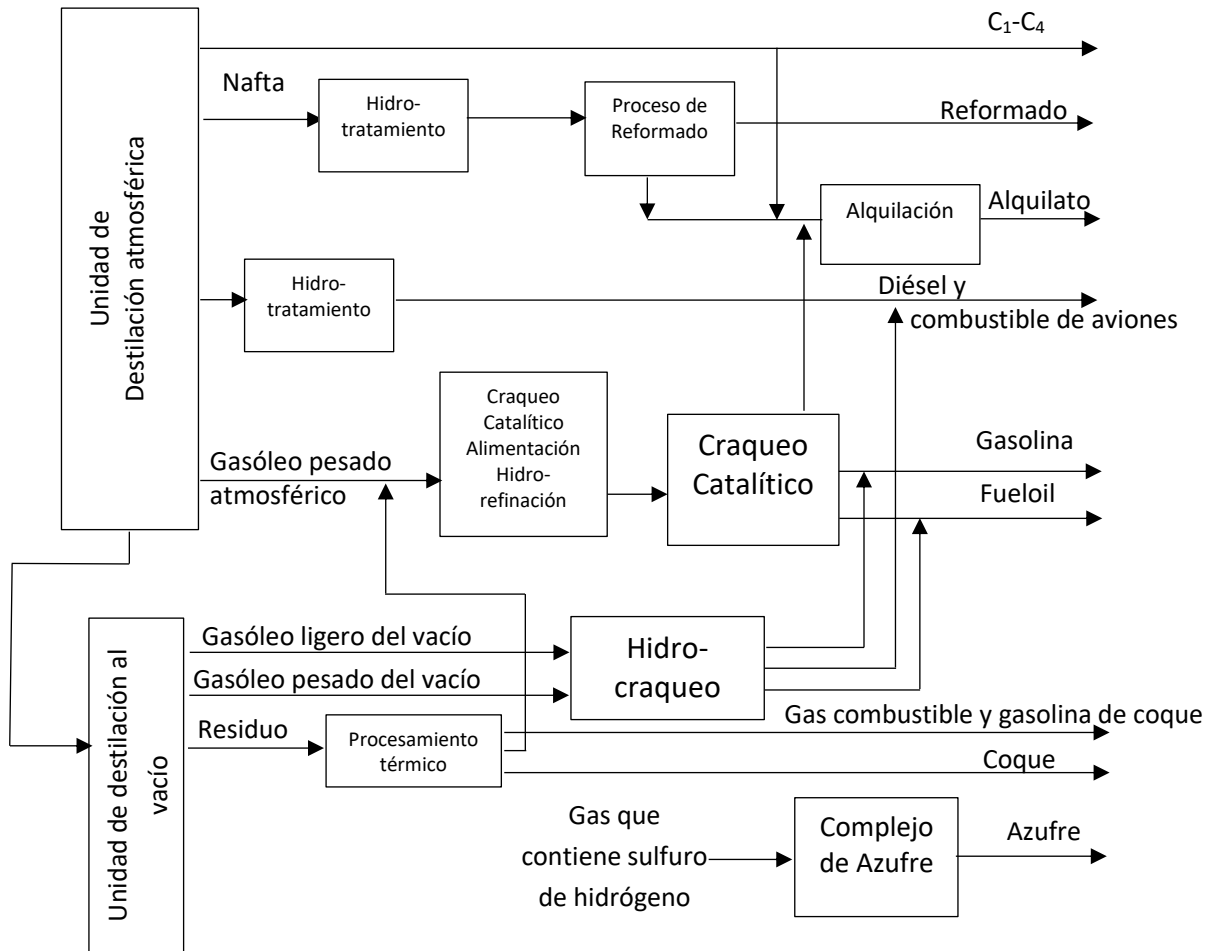 C₁-C₄
Nafta
Hidro-
tratamiento
Proceso de
Reformado
Reformado
Unidad de
Destilación atmosférica
Alquilación
Alquilato
Hidro-
tratamiento
Diésel y
combustible de aviones
Craqueo
Catalítico
Alimentación
Hidro-
refinación
Craqueo
Catalítico
Gasolina
Fueloil
Gasóleo pesado
atmosférico
Unidad de destilación al
vacío
Gasóleo ligero del vacío
Gasóleo pesado del vacío
Hidro-
craqueo
Residuo
Procesamiento
térmico
Gas combustible y gasolina de coque
Coque
Gas que
contiene sulfuro
de hidrógeno
Complejo
de Azufre
Azufre